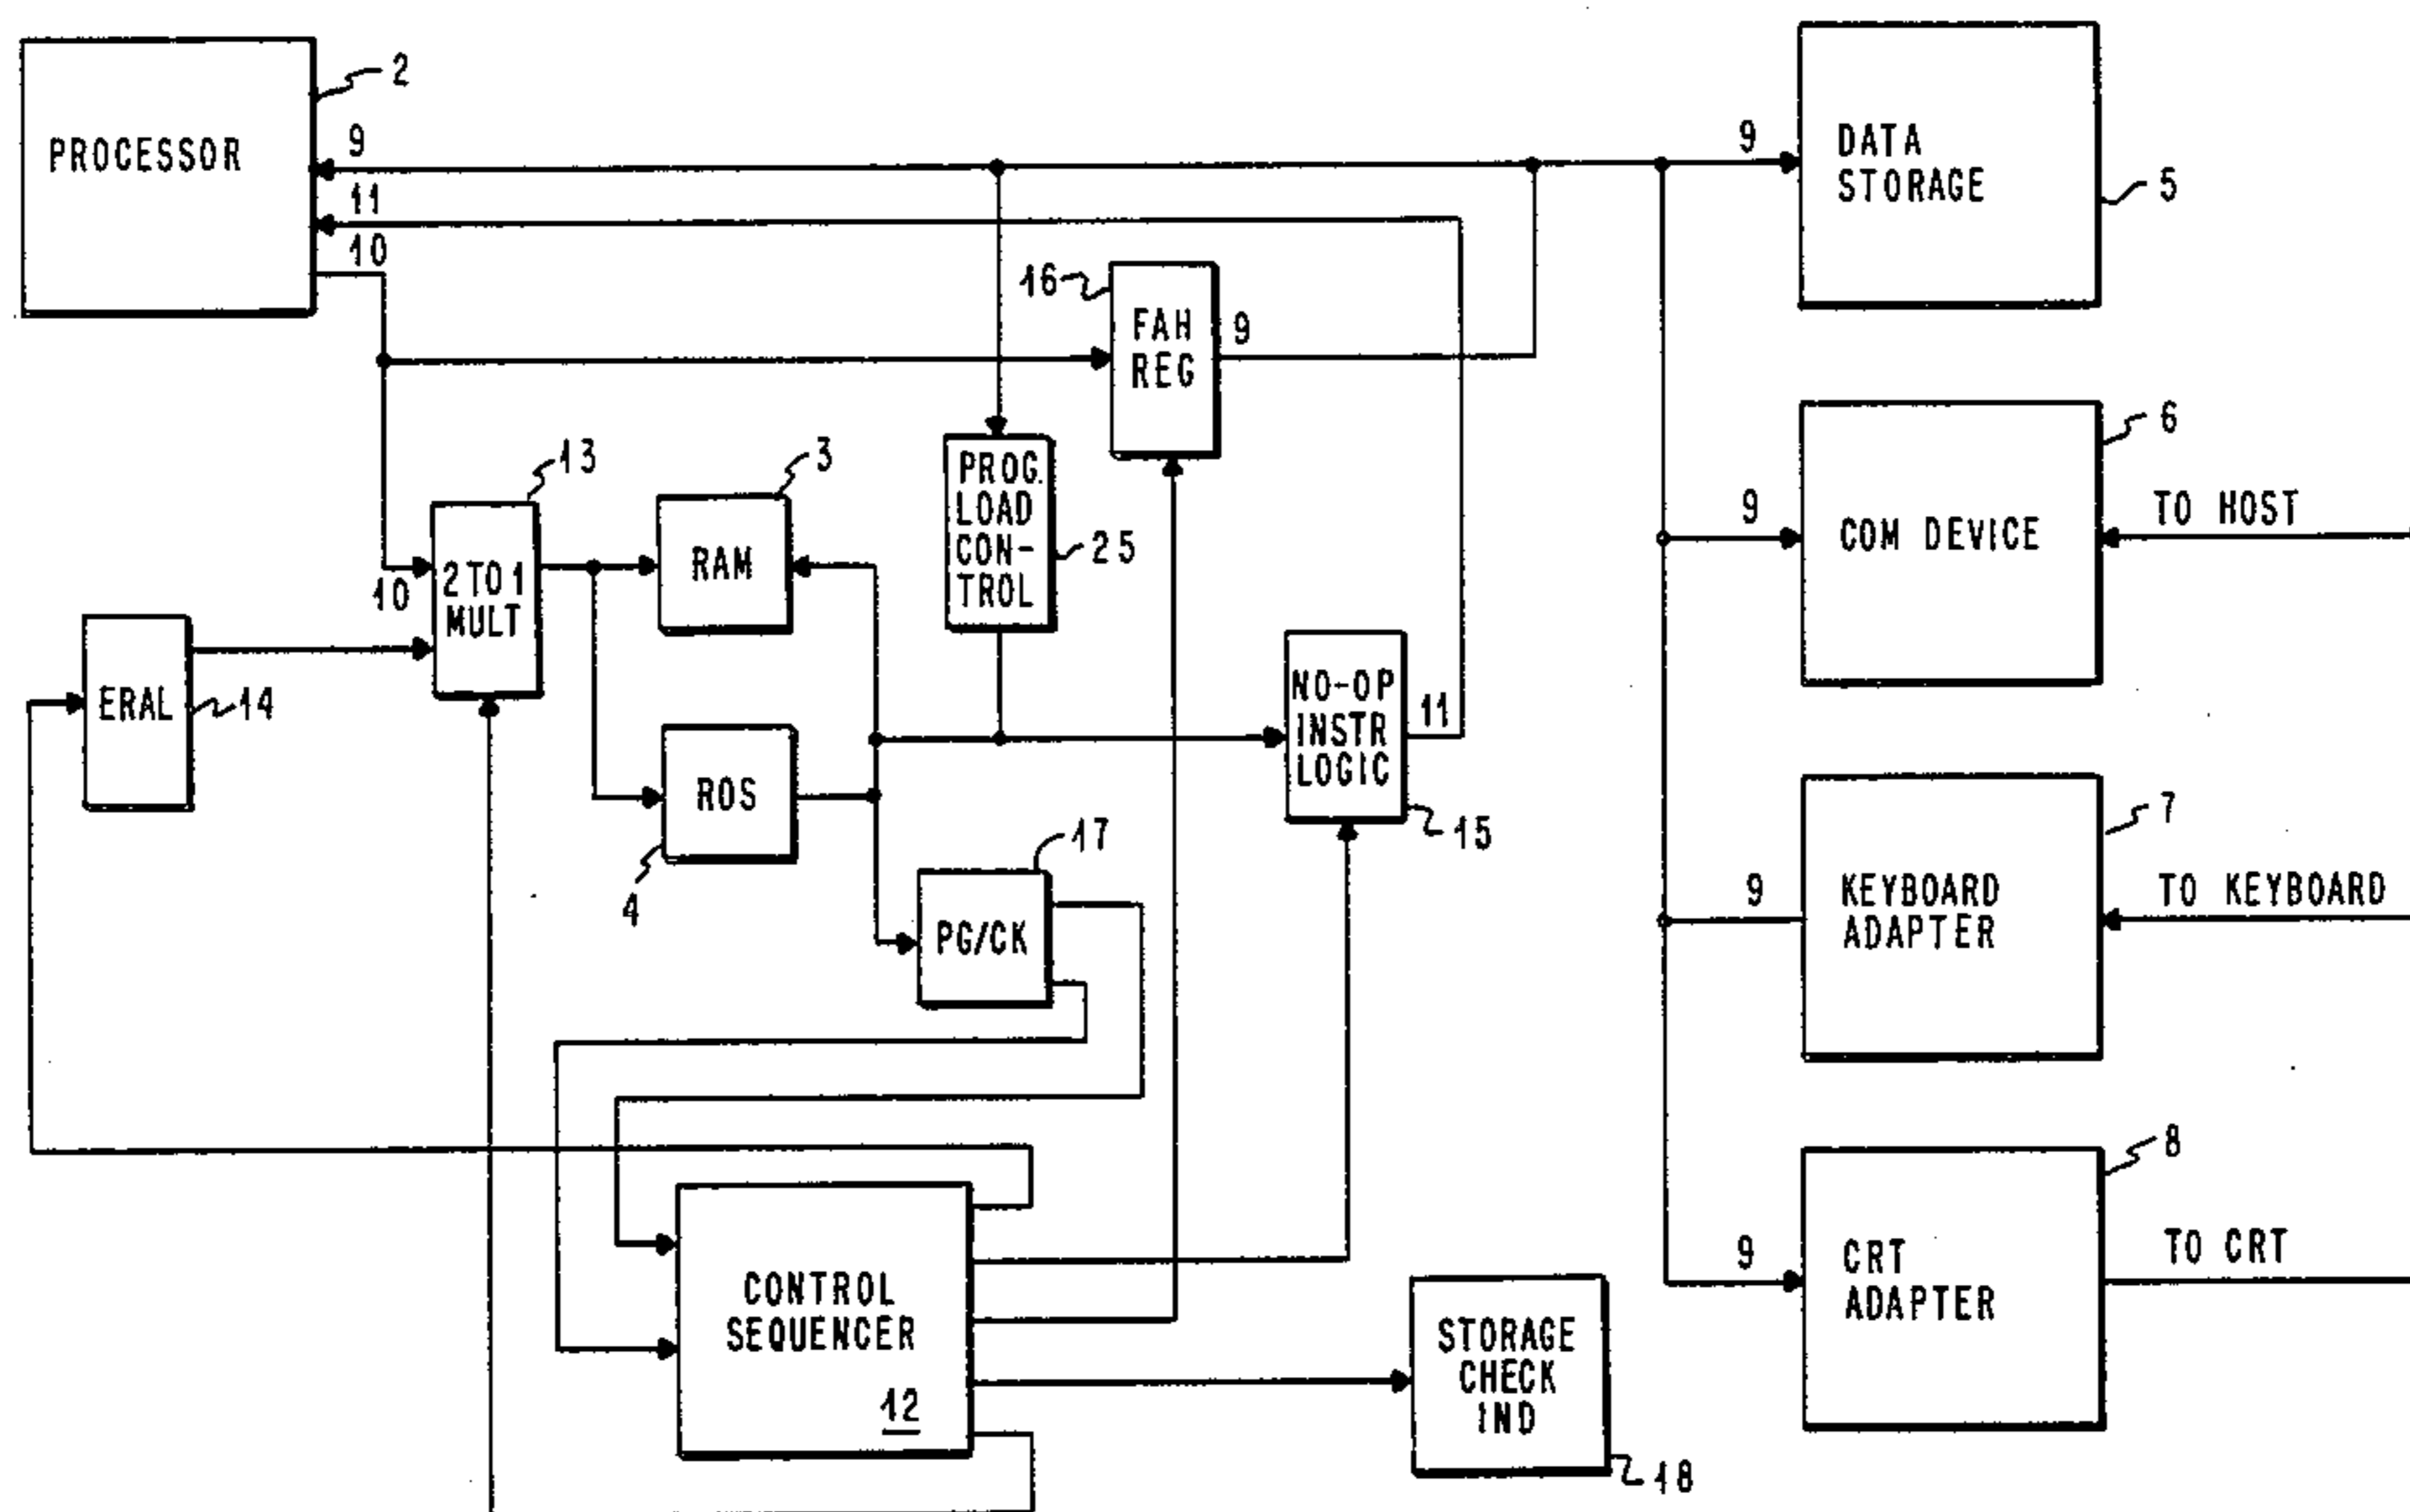 2
PROCESSOR
9
11
10
9
DATA
STORAGE
5
16
FAH
REG
9
13
3
PROG.
LOAD
CON-
TROL
25
6
9
COM DEVICE
TO HOST
10
2 TO 1
MULT
RAM
ERAL
14
NO-OP
INSTR
LOGIC
11
15
ROS
4
17
PG/CK
7
9
KEYBOARD
ADAPTER
TO KEYBOARD
8
9
CRT
ADAPTER
TO CRT
CONTROL
SEQUENCER
12
STORAGE
CHECK
IND
18